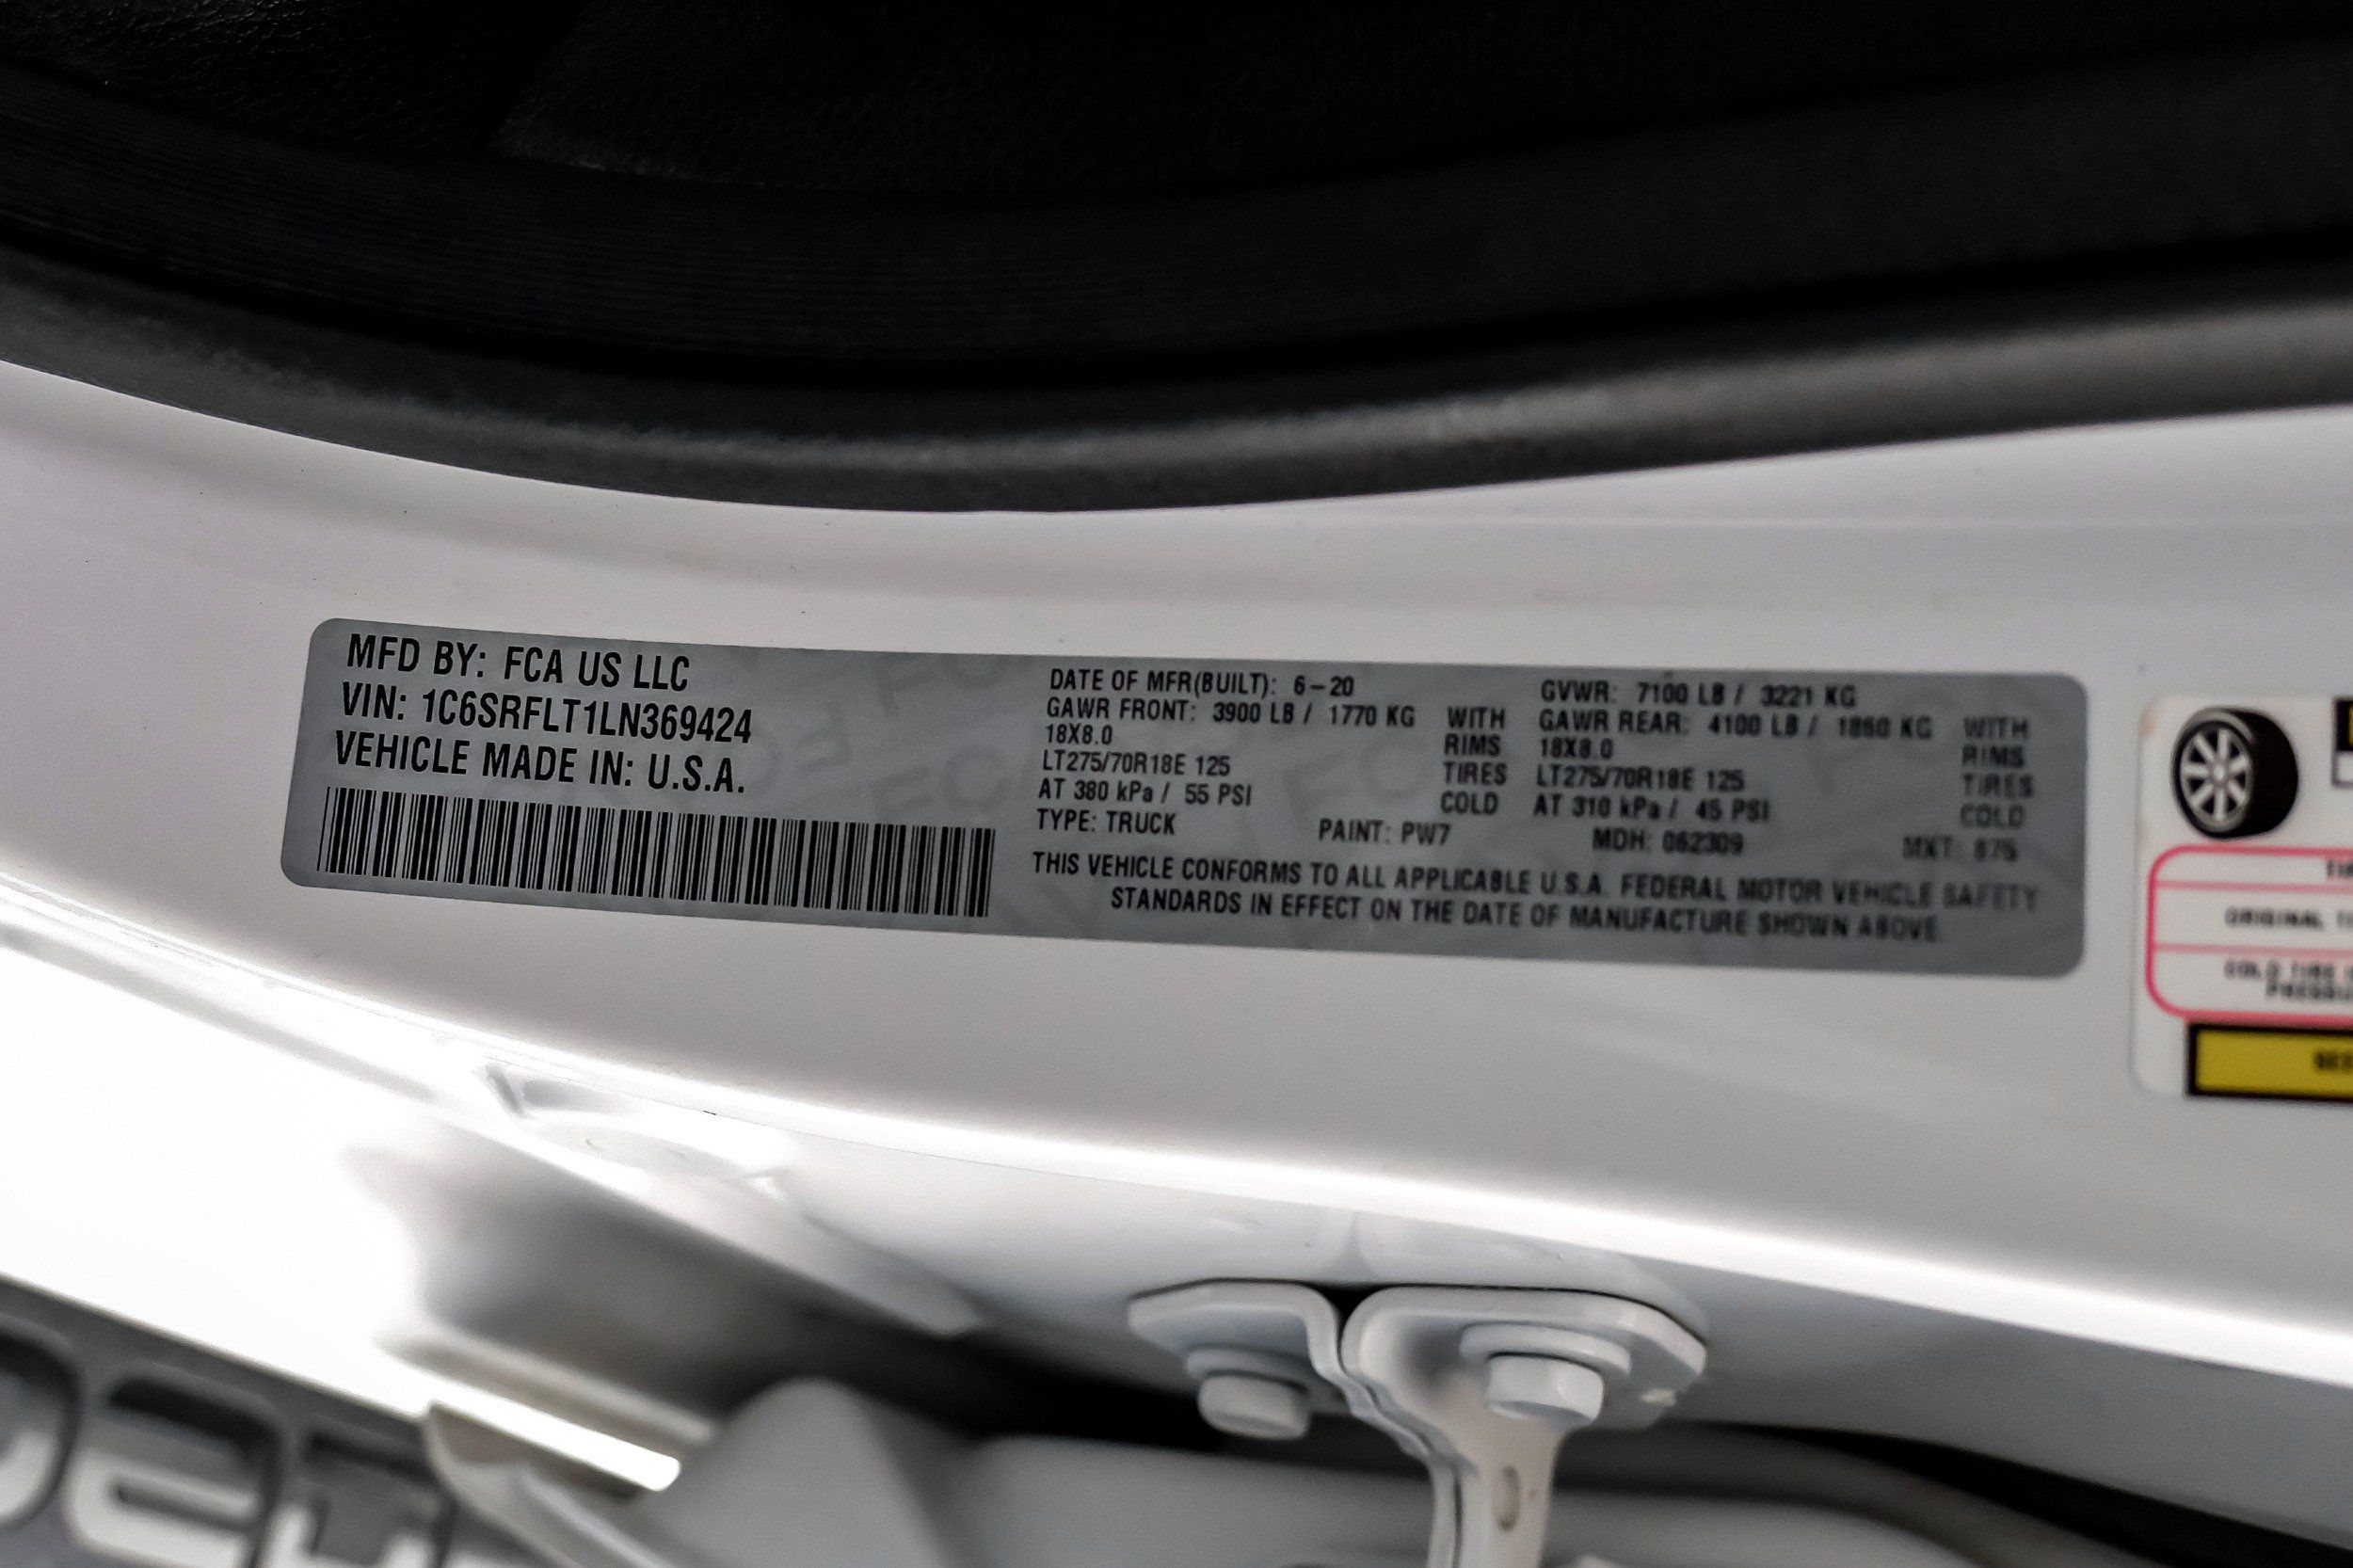 MFD BY: FCA US LLC
VIN: 1C6SRFLT1LN369424
VEHICLE MADE IN: U.S.A.
DATE OF MFR(BUILT): 6-20 GVWR: 7100 LB / 3221 KG
GAWR FRONT: 3900 LB / 1770 KG WITH GAWR REAR: 4100 LB / 1860 KG WITH
18X8.0 RIMS 18X8.0 RIMS
LT275/70R18E 125 TIRES LT275/70R18E 125 TIRES
AT 380 kPa / 55 PSI COLD AT 310 kPa / 45 PSI COLD
TYPE: TRUCK PAINT: PW7 MDH: 062309 MXT: 875
THIS VEHICLE CONFORMS TO ALL APPLICABLE U.S.A. FEDERAL MOTOR VEHICLE SAFETY
STANDARDS IN EFFECT ON THE DATE OF MANUFACTURE SHOWN ABOVE.
ORIGINAL
COLD TIRE